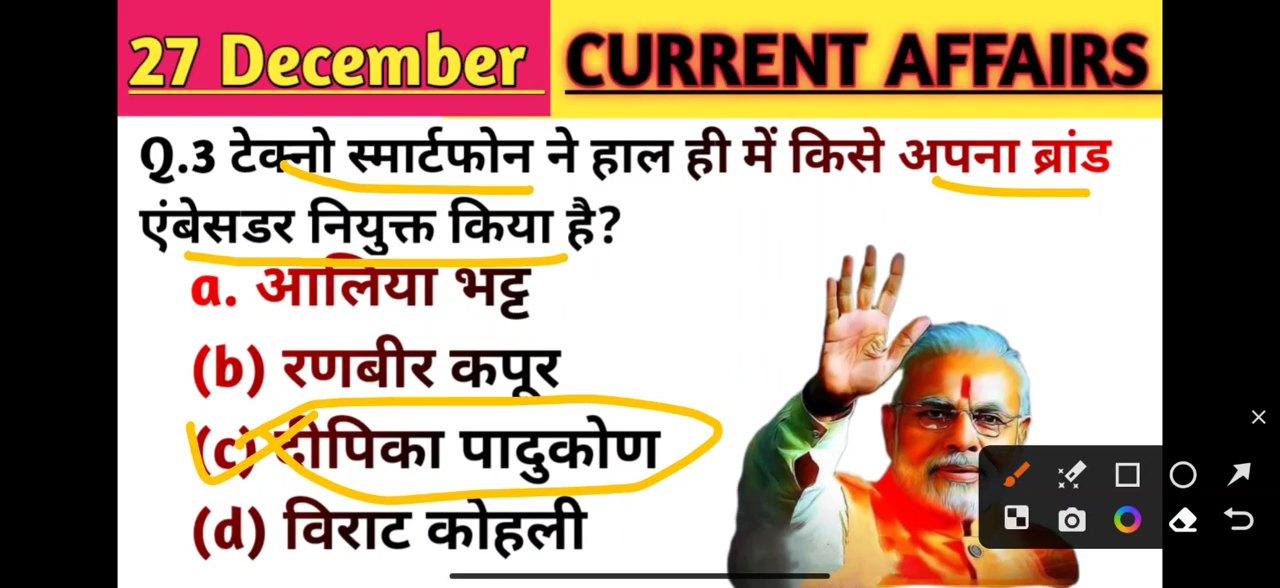 27 December CURRENT AFFAIRS
Q.3 टेक्नो स्मार्टफोन ने हाल ही में किसे अपना ब्रांड
एंबेसडर नियुक्त किया है?
a. आलिया भट्ट
(b) रणबीर कपूर
(c) दीपिका पादुकोण
(d) विराट कोहली